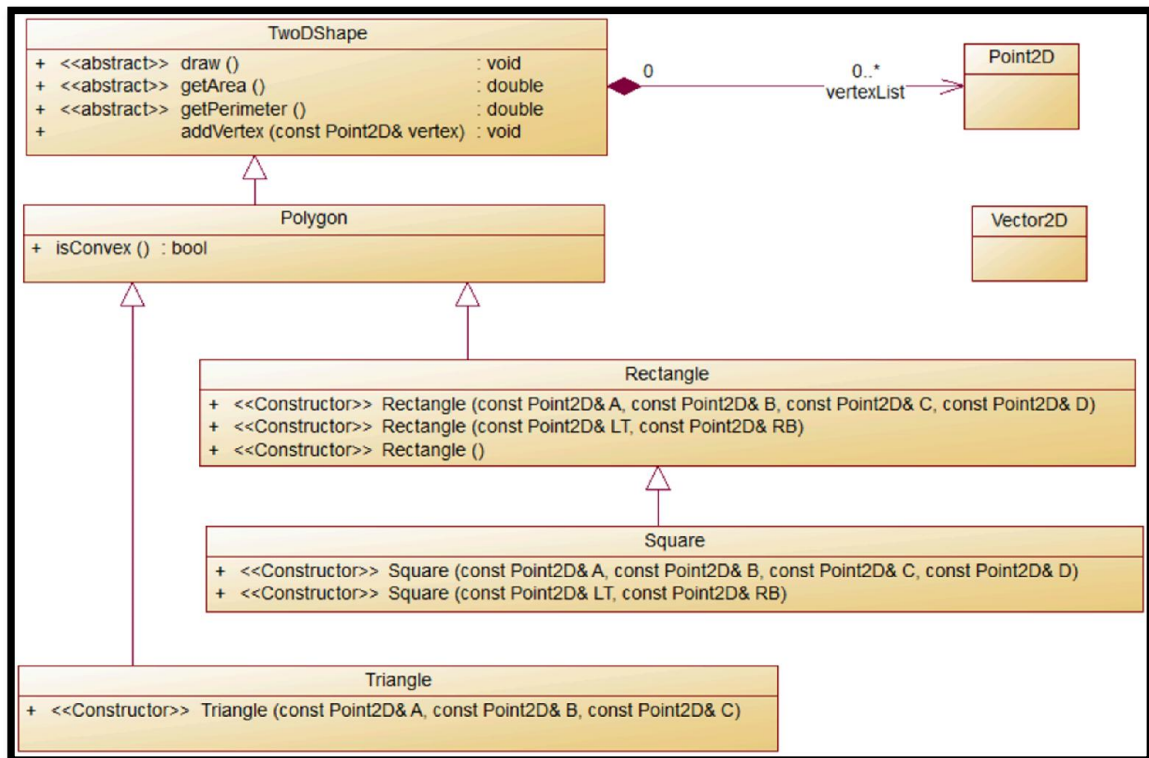 TwoDShape
+ <<abstract>> draw () : void
+ <<abstract>> getArea () : double
+ <<abstract>> getPerimeter () : double
+ addVertex (const Point2D& vertex) : void
0
0..*
vertexList
Point2D
Polygon
+ isConvex () : bool
Vector2D
Rectangle
+ <<Constructor>> Rectangle (const Point2D& A, const Point2D& B, const Point2D& C, const Point2D& D)
+ <<Constructor>> Rectangle (const Point2D& LT, const Point2D& RB)
+ <<Constructor>> Rectangle ()
Square
+ <<Constructor>> Square (const Point2D& A, const Point2D& B, const Point2D& C, const Point2D& D)
+ <<Constructor>> Square (const Point2D& LT, const Point2D& RB)
Triangle
+ <<Constructor>> Triangle (const Point2D& A, const Point2D& B, const Point2D& C)